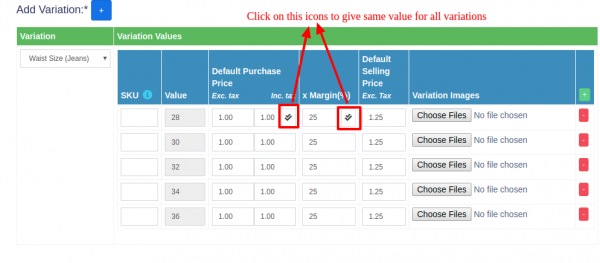 Add Variation:* +
Click on this icons to give same value for all variations
Variation Variation Values
Waist Size (Jeans)
SKU i Value Default Purchase Price x Margin(%) Default Selling Price Variation Images +
Exc. tax Inc. tax Exc. Tax
28 1.00 1.00 25 1.25 Choose Files No file chosen -
30 1.00 1.00 25 1.25 Choose Files No file chosen -
32 1.00 1.00 25 1.25 Choose Files No file chosen -
34 1.00 1.00 25 1.25 Choose Files No file chosen -
36 1.00 1.00 25 1.25 Choose Files No file chosen -